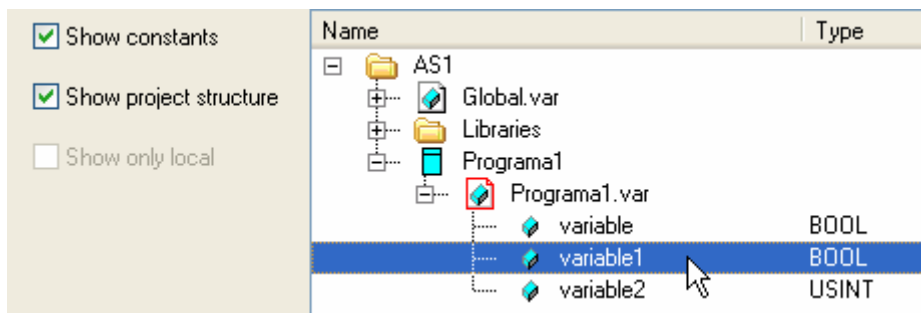 Show constants
Show project structure
Show only local
Name Type
AS1
Global.var
Libraries
Programa1
Programa1.var
variable BOOL
variable1 BOOL
variable2 USINT